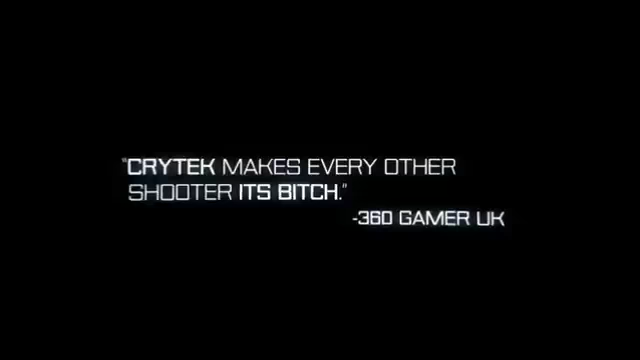 "CRYTEK MAKES EVERY OTHER
SHOOTER ITS BITCH."
-360 GAMER UK